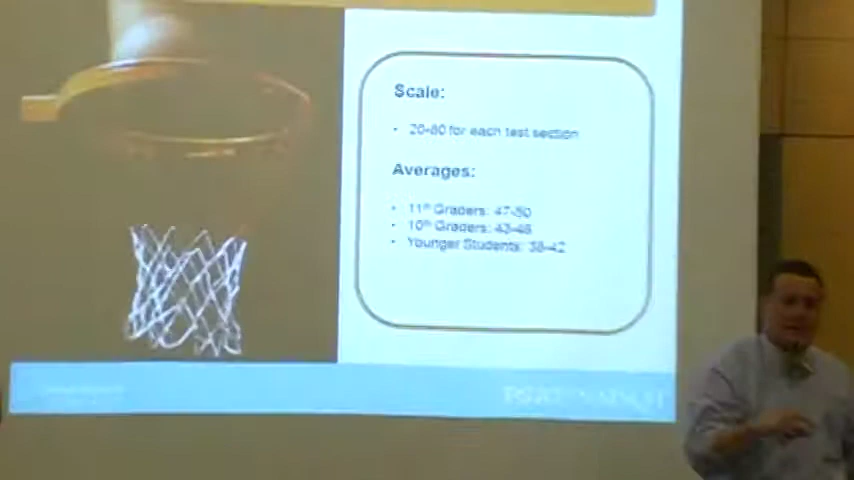 Scale:
• 20-80 for each test section
Averages:
• 11th Graders: 47-50
• 10th Graders: 43-46
• Younger Students: 38-42